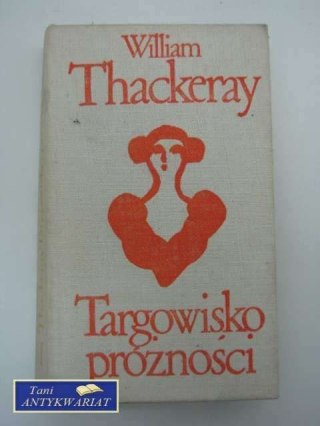 William
Thackeray
Targowisko
próżności
Tani
ANTYKWARIAT